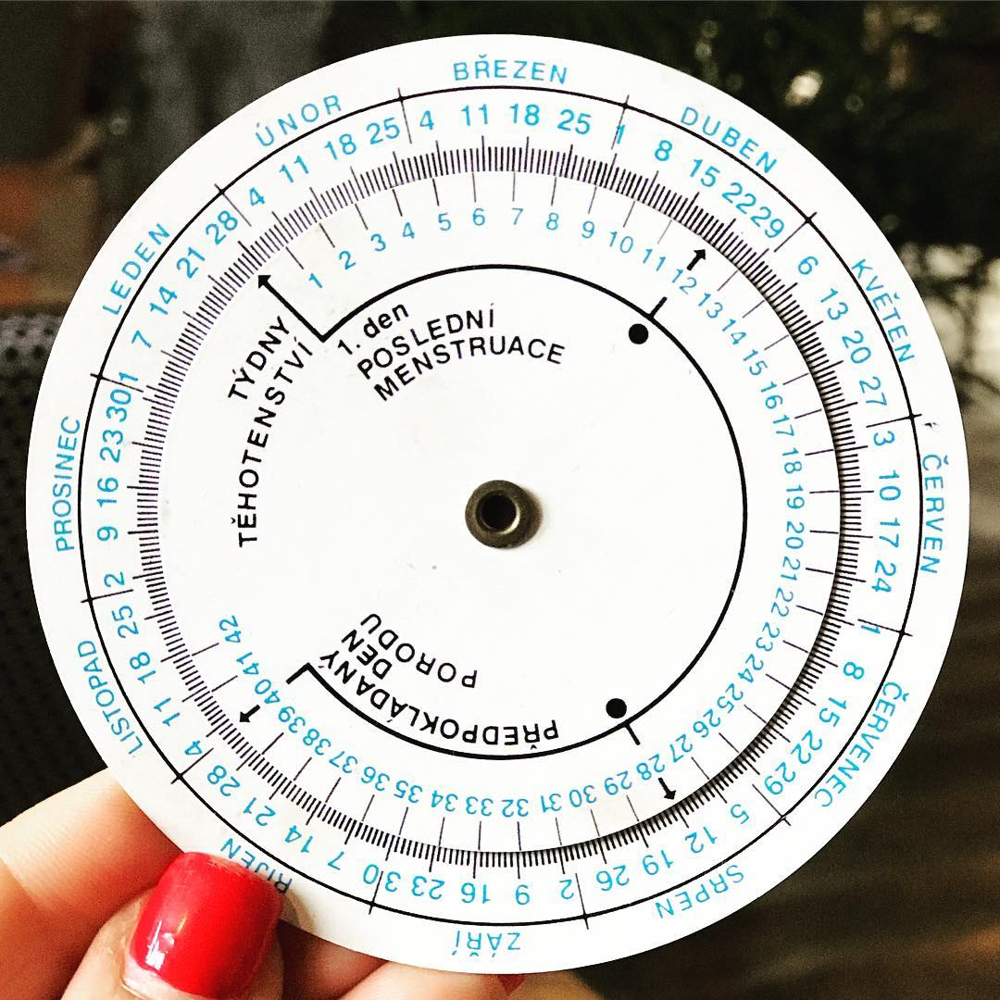 LEDEN
1 7 14 21 28
ÚNOR
4 11 18 25
BŘEZEN
4 11 18 25
DUBEN
1 8 15 22 29
KVĚTEN
6 13 20 27
ČERVEN
3 10 17 24
ČERVENEC
1 8 15 22 29
SRPEN
5 12 19 26
ZÁŘÍ
2 9 16 23 30
ŘÍJEN
7 14 21 28
LISTOPAD
4 11 18 25
PROSINEC
2 9 16 23 30
1 2 3 4 5 6 7 8 9 10 11 12 13 14 15 16 17 18 19 20 21 22 23 24 25 26 27 28 29 30 31 32 33 34 35 36 37 38 39 40 41 42
TÝDNY
TĚHOTENSTVÍ
1. den
POSLEDNÍ
MENSTRUACE
PŘEDPOKLÁDANÝ
DEN
PORODU